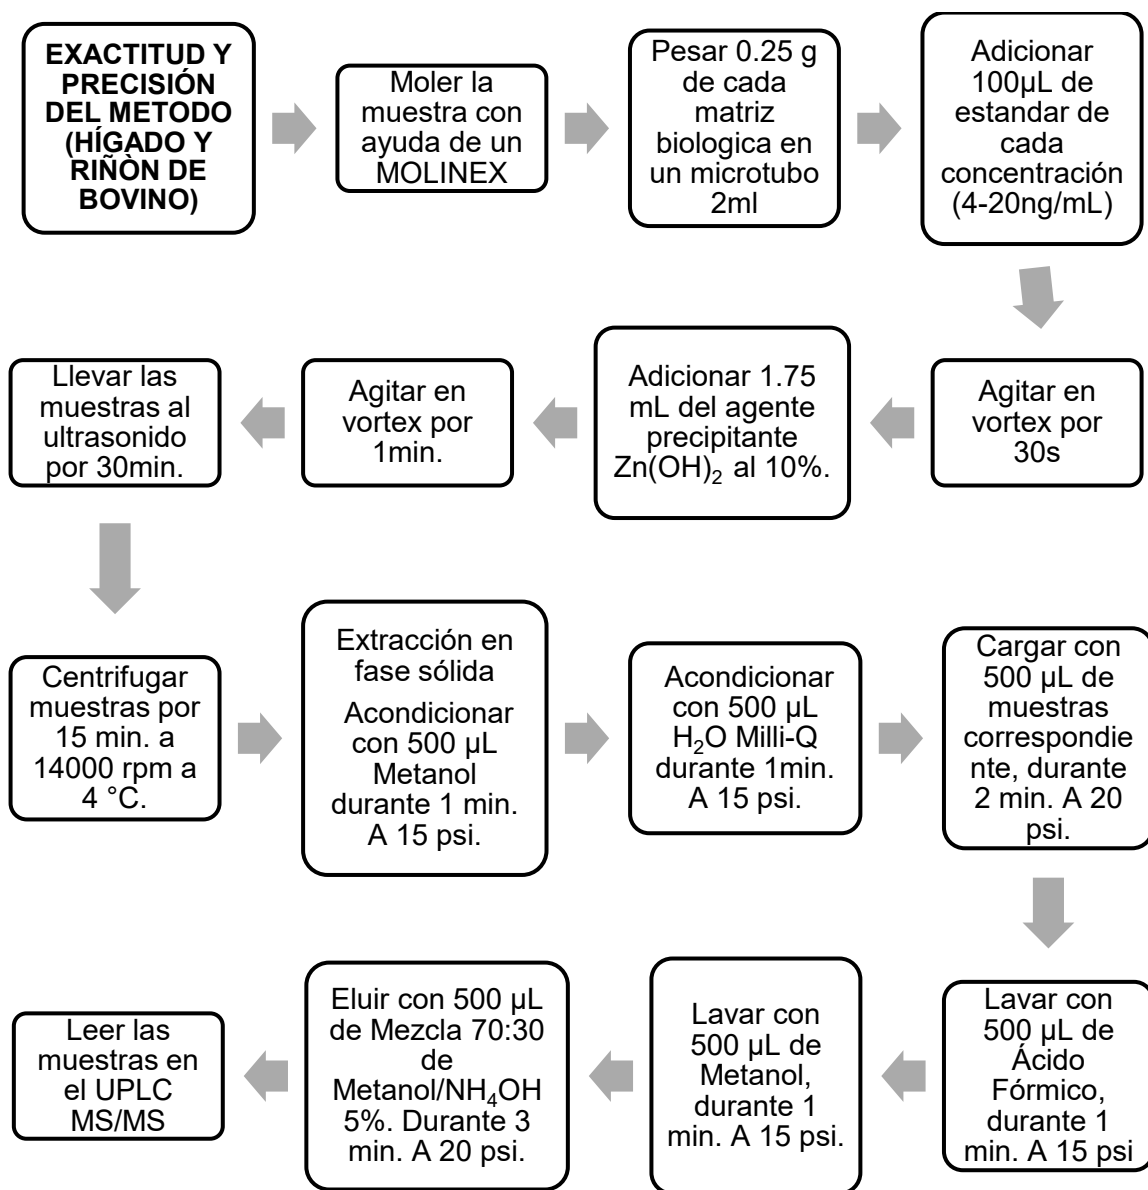 EXACTITUD Y
PRECISIÓN
DEL METODO
(HÍGADO Y
RIÑÒN DE
BOVINO)
Moler la
muestra con
ayuda de un
MOLINEX
Pesar 0.25 g
de cada
matriz
biologica en
un microtubo
2ml
Adicionar
100µL de
estandar de
cada
concentración
(4-20ng/mL)
Agitar en
vortex por
30s
Adicionar 1.75
mL del agente
precipitante
Zn(OH)₂ al 10%.
Agitar en
vortex por
1min.
Llevar las
muestras al
ultrasonido
por 30min.
Centrifugar
muestras por
15 min. a
14000 rpm a
4 °C.
Extracción en
fase sólida
Acondicionar
con 500 µL
Metanol
durante 1 min.
A 15 psi.
Acondicionar
con 500 µL
H₂O Milli-Q
durante 1min.
A 15 psi.
Cargar con
500 µL de
muestras
correspondie
nte, durante
2 min. A 20
psi.
Lavar con
500 µL de
Ácido
Fórmico,
durante 1
min. A 15 psi
Lavar con
500 µL de
Metanol,
durante 1
min. A 15 psi.
Eluir con 500 µL
de Mezcla 70:30
de
Metanol/NH₄OH
5%. Durante 3
min. A 20 psi.
Leer las
muestras en
el UPLC
MS/MS